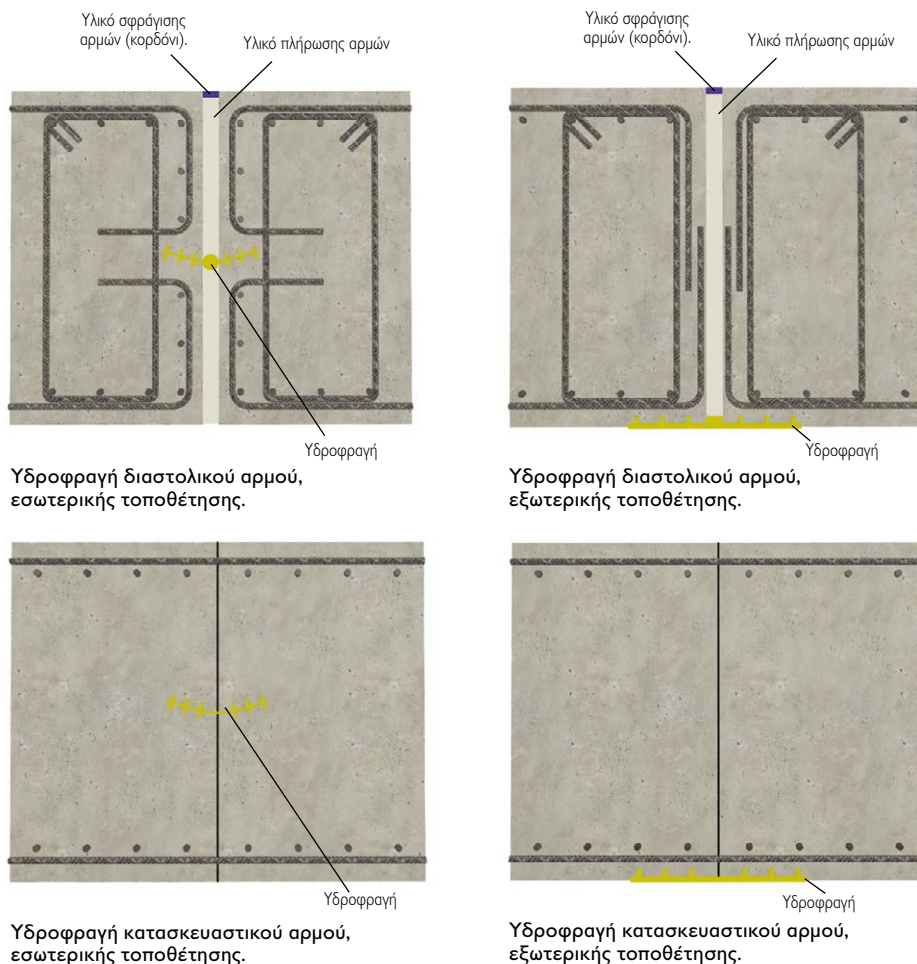 Υλικό σφράγισης
αρμών (κορδόνι).
Υλικό πλήρωσης αρμών
Υδροφραγή
Υδροφραγή διαστολικού αρμού,
εσωτερικής τοποθέτησης.
Υλικό σφράγισης
αρμών (κορδόνι).
Υλικό πλήρωσης αρμών
Υδροφραγή
Υδροφραγή διαστολικού αρμού,
εξωτερικής τοποθέτησης.
Υδροφραγή
Υδροφραγή κατασκευαστικού αρμού,
εσωτερικής τοποθέτησης.
Υδροφραγή
Υδροφραγή κατασκευαστικού αρμού,
εξωτερικής τοποθέτησης.